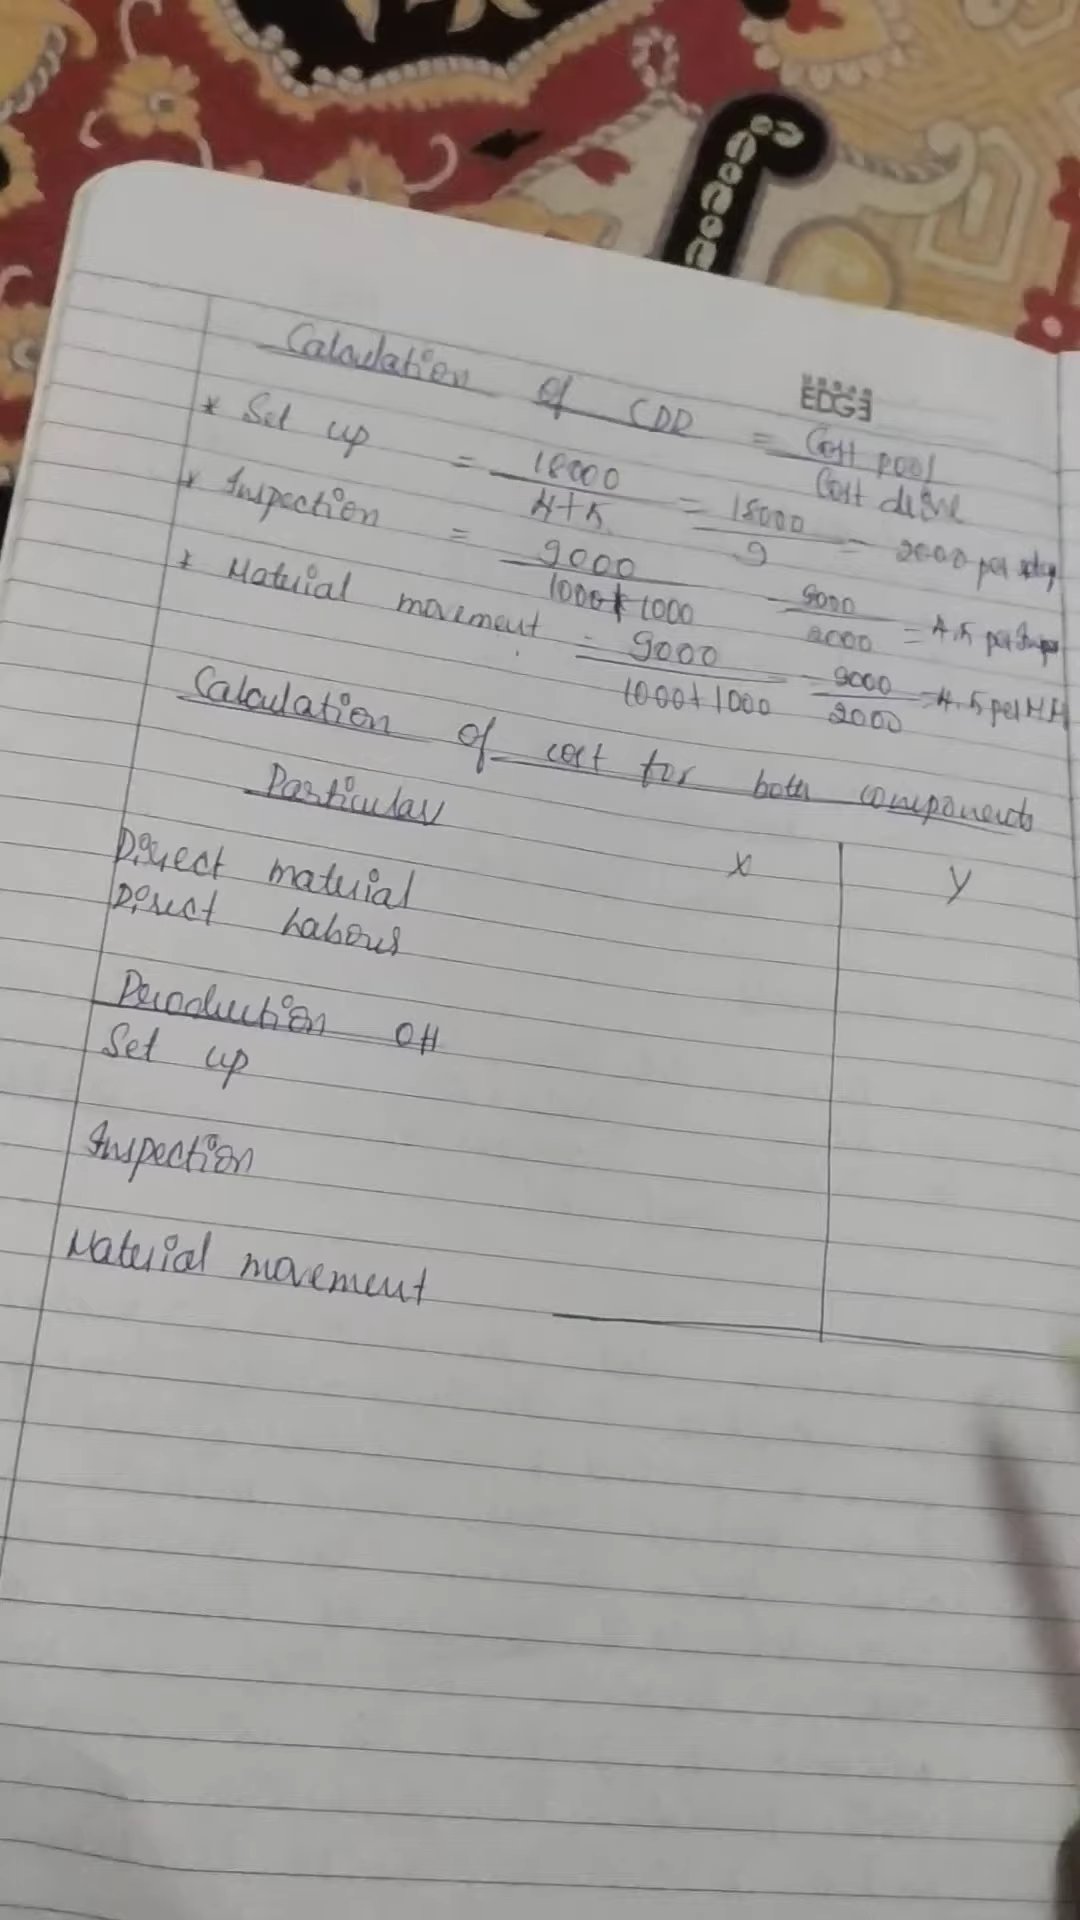 EDGE
Calculation of CDR = Cost pool / Cost drive
* Set up = 18000 / 4+5 = 18000 / 9 = 2000 per setup
* Inspection = 9000 / 1000+1000 = 9000 / 2000 = 4.5 per Insp
* Material movement = 9000 / 1000+1000 = 9000 / 2000 = 4.5 per MM
Calculation of cost for both components
Particular X Y
Direct material
Direct Labour
Production OH
Set up
Inspection
Material movement